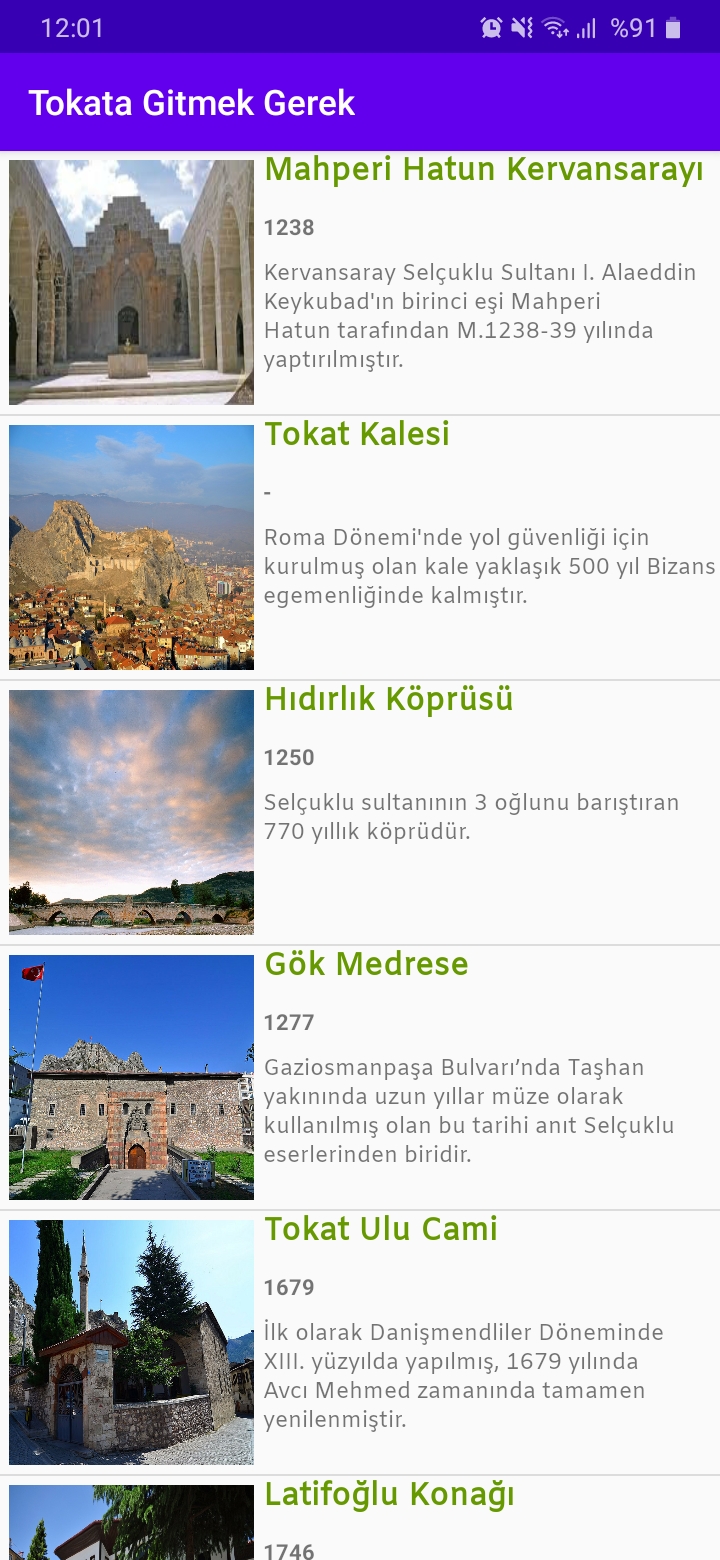 12:01 %91
Tokata Gitmek Gerek
Mahperi Hatun Kervansarayı
1238
Kervansaray Selçuklu Sultanı I. Alaeddin
Keykubad'ın birinci eşi Mahperi
Hatun tarafından M.1238-39 yılında
yaptırılmıştır.
Tokat Kalesi
-
Roma Dönemi'nde yol güvenliği için
kurulmuş olan kale yaklaşık 500 yıl Bizans
egemenliğinde kalmıştır.
Hıdırlık Köprüsü
1250
Selçuklu sultanının 3 oğlunu barıştıran
770 yıllık köprüdür.
Gök Medrese
1277
Gaziosmanpaşa Bulvarı’nda Taşhan
yakınında uzun yıllar müze olarak
kullanılmış olan bu tarihi anıt Selçuklu
eserlerinden biridir.
Tokat Ulu Cami
1679
İlk olarak Danişmendliler Döneminde
XIII. yüzyılda yapılmış, 1679 yılında
Avcı Mehmed zamanında tamamen
yenilenmiştir.
Latifoğlu Konağı
1746